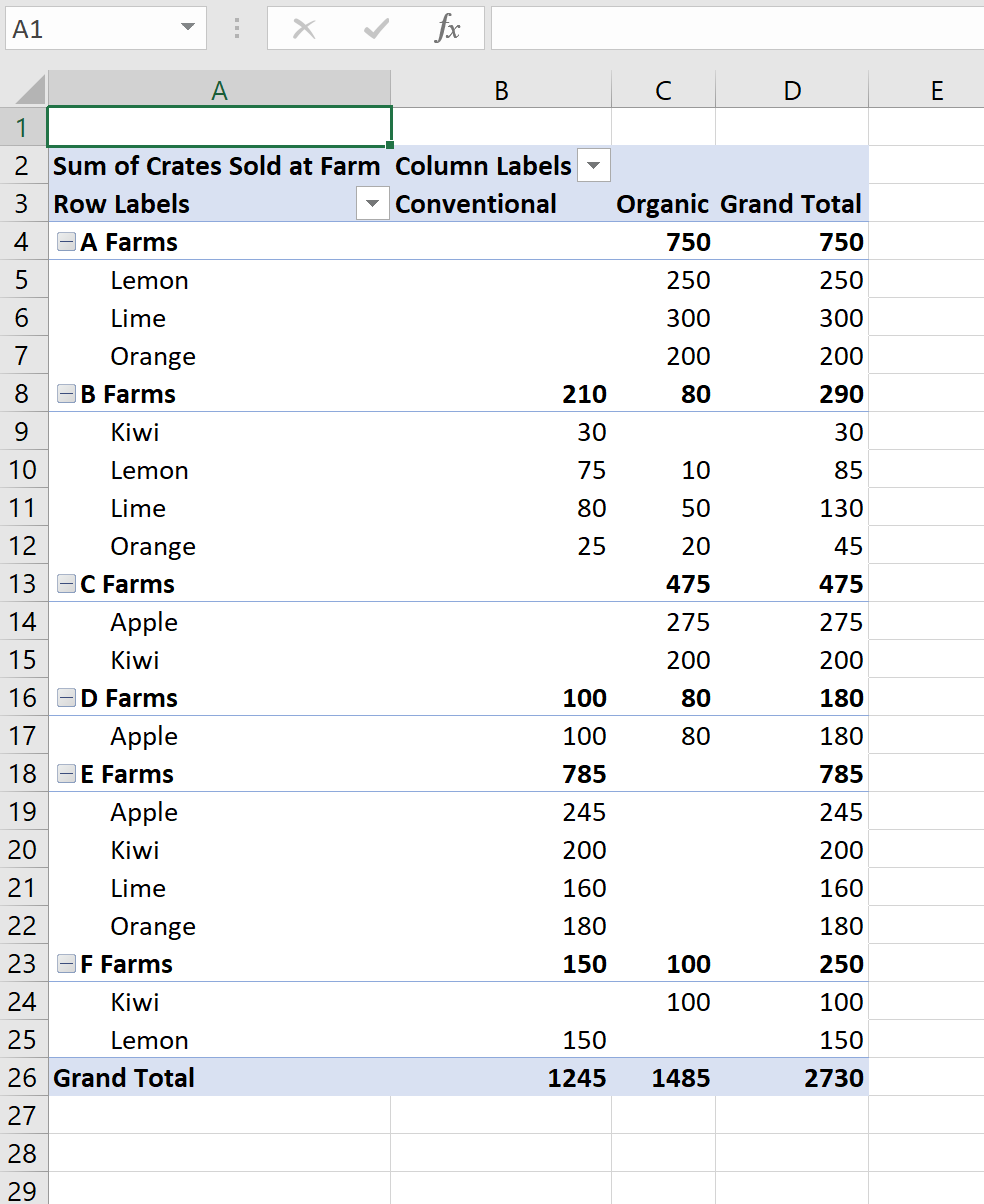 A1 fx
A B C D E
1
2 Sum of Crates Sold at Farm Column Labels
3 Row Labels Conventional Organic Grand Total
4 A Farms 750 750
5 Lemon 250 250
6 Lime 300 300
7 Orange 200 200
8 B Farms 210 80 290
9 Kiwi 30 30
10 Lemon 75 10 85
11 Lime 80 50 130
12 Orange 25 20 45
13 C Farms 475 475
14 Apple 275 275
15 Kiwi 200 200
16 D Farms 100 80 180
17 Apple 100 80 180
18 E Farms 785 785
19 Apple 245 245
20 Kiwi 200 200
21 Lime 160 160
22 Orange 180 180
23 F Farms 150 100 250
24 Kiwi 100 100
25 Lemon 150 150
26 Grand Total 1245 1485 2730
27
28
29